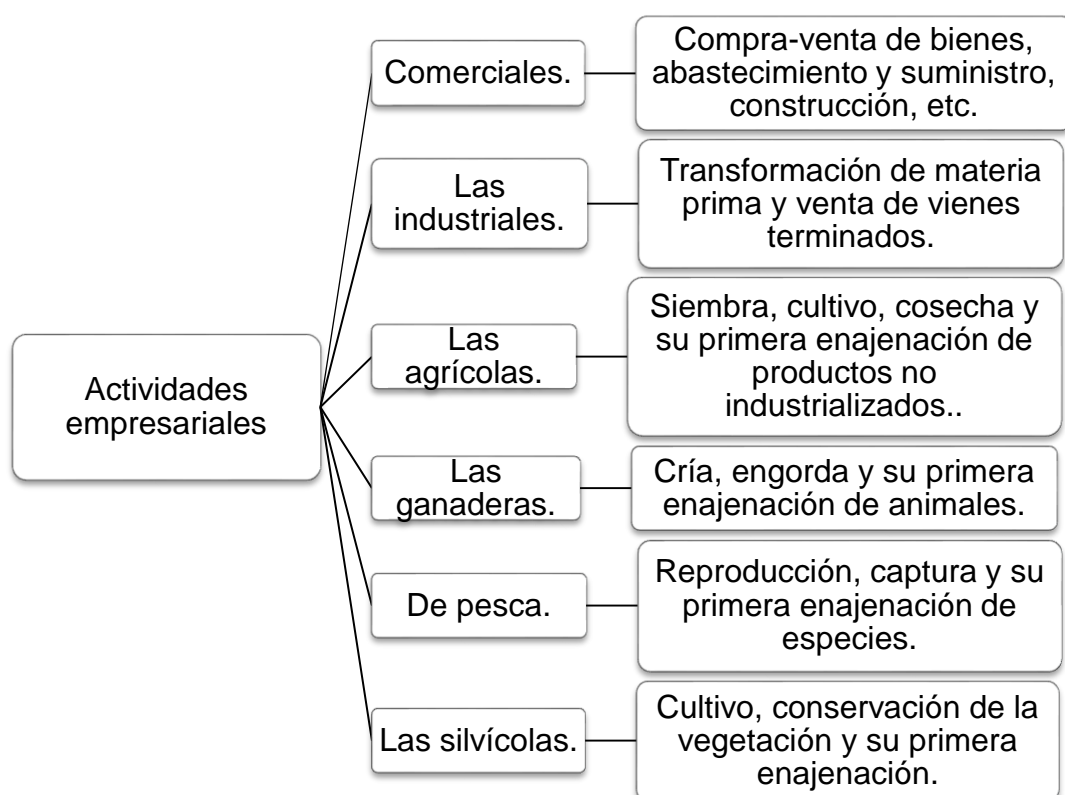 Comerciales.
Compra-venta de bienes,
abastecimiento y suministro,
construcción, etc.
Las
industriales.
Transformación de materia
prima y venta de vienes
terminados.
Actividades
empresariales
Las
agrícolas.
Siembra, cultivo, cosecha y
su primera enajenación de
productos no
industrializados..
Las
ganaderas.
Cría, engorda y su primera
enajenación de animales.
De pesca.
Reproducción, captura y su
primera enajenación de
especies.
Las silvícolas.
Cultivo, conservación de la
vegetación y su primera
enajenación.